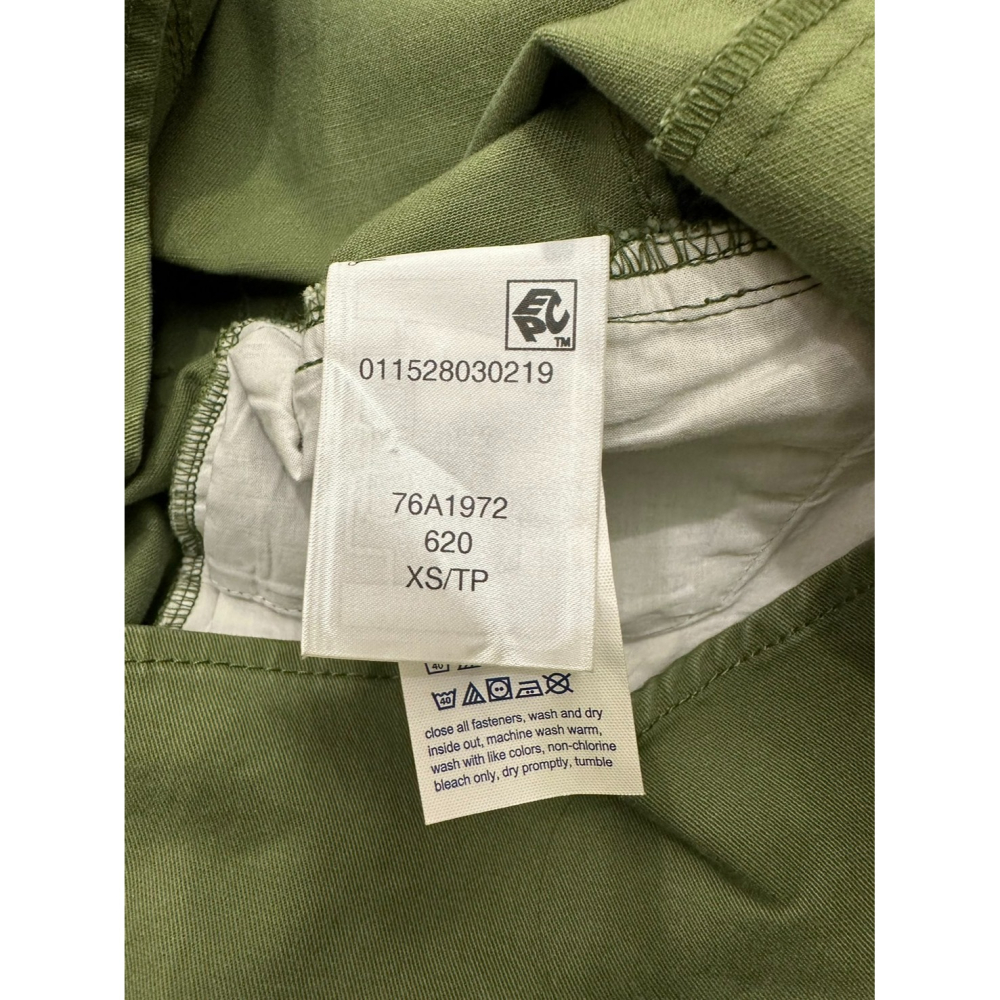 EPC
TM
011528030219
76A1972
620
XS/TP
40
40
close all fasteners, wash and dry
inside out, machine wash warm,
wash with like colors, non-chlorine
bleach only, dry promptly, tumble